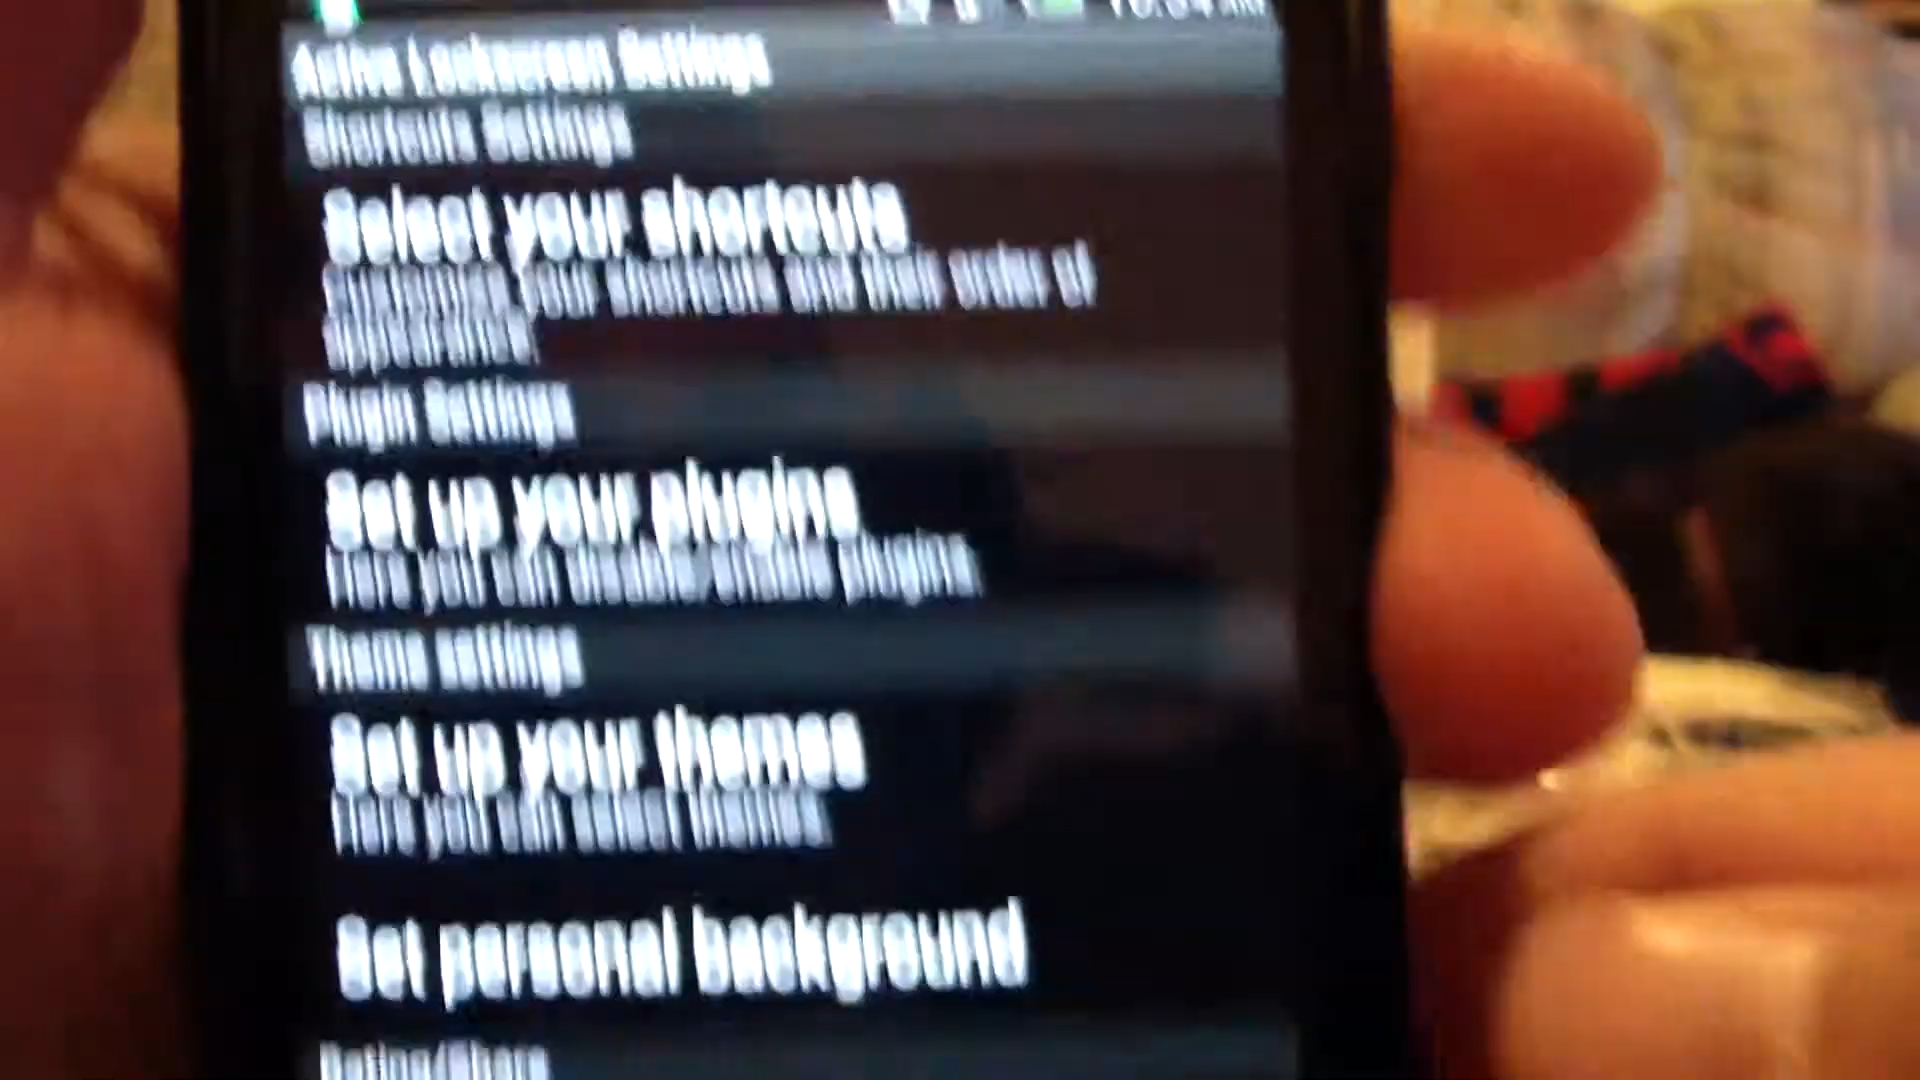 Active Lockscreen Settings
Shortcuts Settings
Select your shortcuts
Customize your shortcuts and their order of
appearance.
Plugin Settings
Set up your plugins
Here you can disable/enable plugins.
Theme settings
Set up your themes
Here you can select themes.
Set personal background